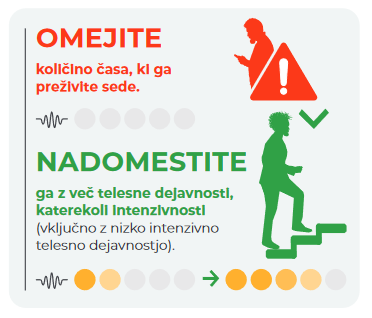 OMEJITE
količino časa, ki ga
preživite sede.
NADOMESTITE
ga z več telesne dejavnosti,
katerekoli intenzivnosti
(vključno z nizko intenzivno
telesno dejavnostjo).